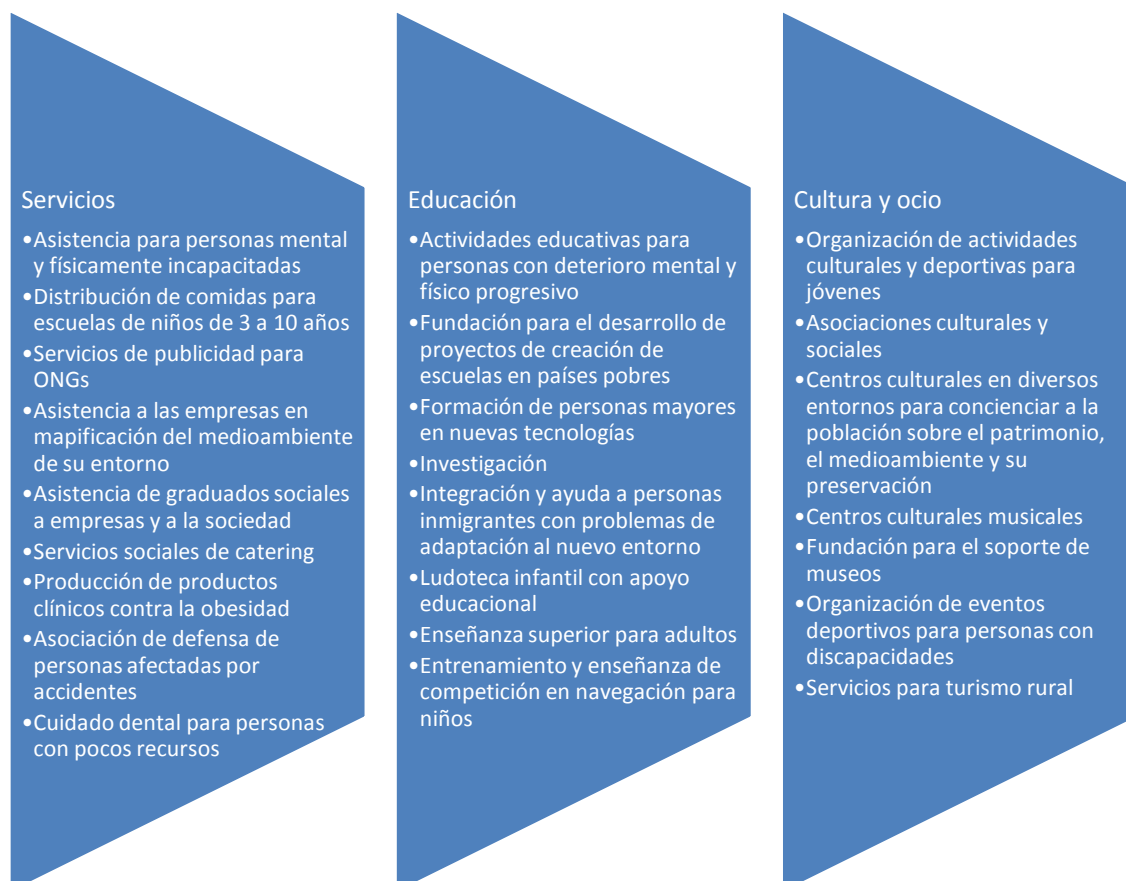 Servicios
•Asistencia para personas mental
y físicamente incapacitadas
•Distribución de comidas para
escuelas de niños de 3 a 10 años
•Servicios de publicidad para
ONGs
•Asistencia a las empresas en
mapificación del medioambiente
de su entorno
•Asistencia de graduados sociales
a empresas y a la sociedad
•Servicios sociales de catering
•Producción de productos
clínicos contra la obesidad
•Asociación de defensa de
personas afectadas por
accidentes
•Cuidado dental para personas
con pocos recursos
Educación
•Actividades educativas para
personas con deterioro mental y
físico progresivo
•Fundación para el desarrollo de
proyectos de creación de
escuelas en países pobres
•Formación de personas mayores
en nuevas tecnologías
•Investigación
•Integración y ayuda a personas
inmigrantes con problemas de
adaptación al nuevo entorno
•Ludoteca infantil con apoyo
educacional
•Enseñanza superior para adultos
•Entrenamiento y enseñanza de
competición en navegación para
niños
Cultura y ocio
•Organización de actividades
culturales y deportivas para
jóvenes
•Asociaciones culturales y
sociales
•Centros culturales en diversos
entornos para concienciar a la
población sobre el patrimonio,
el medioambiente y su
preservación
•Centros culturales musicales
•Fundación para el soporte de
museos
•Organización de eventos
deportivos para personas con
discapacidades
•Servicios para turismo rural